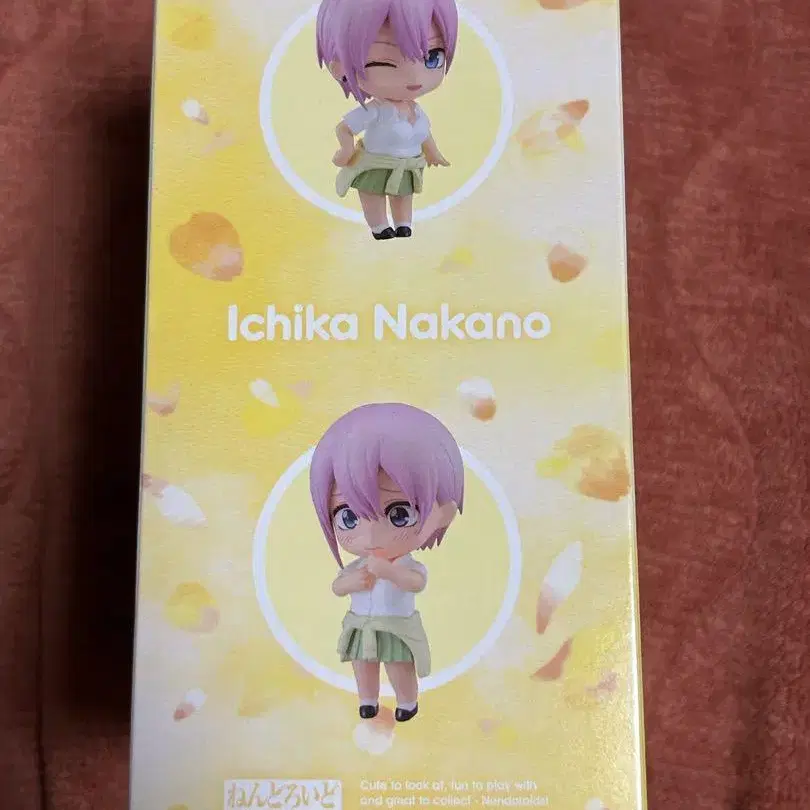 Ichika Nakano
ねんどろいど
Cute to look at, fun to play with
and great to collect - Nendoroids!